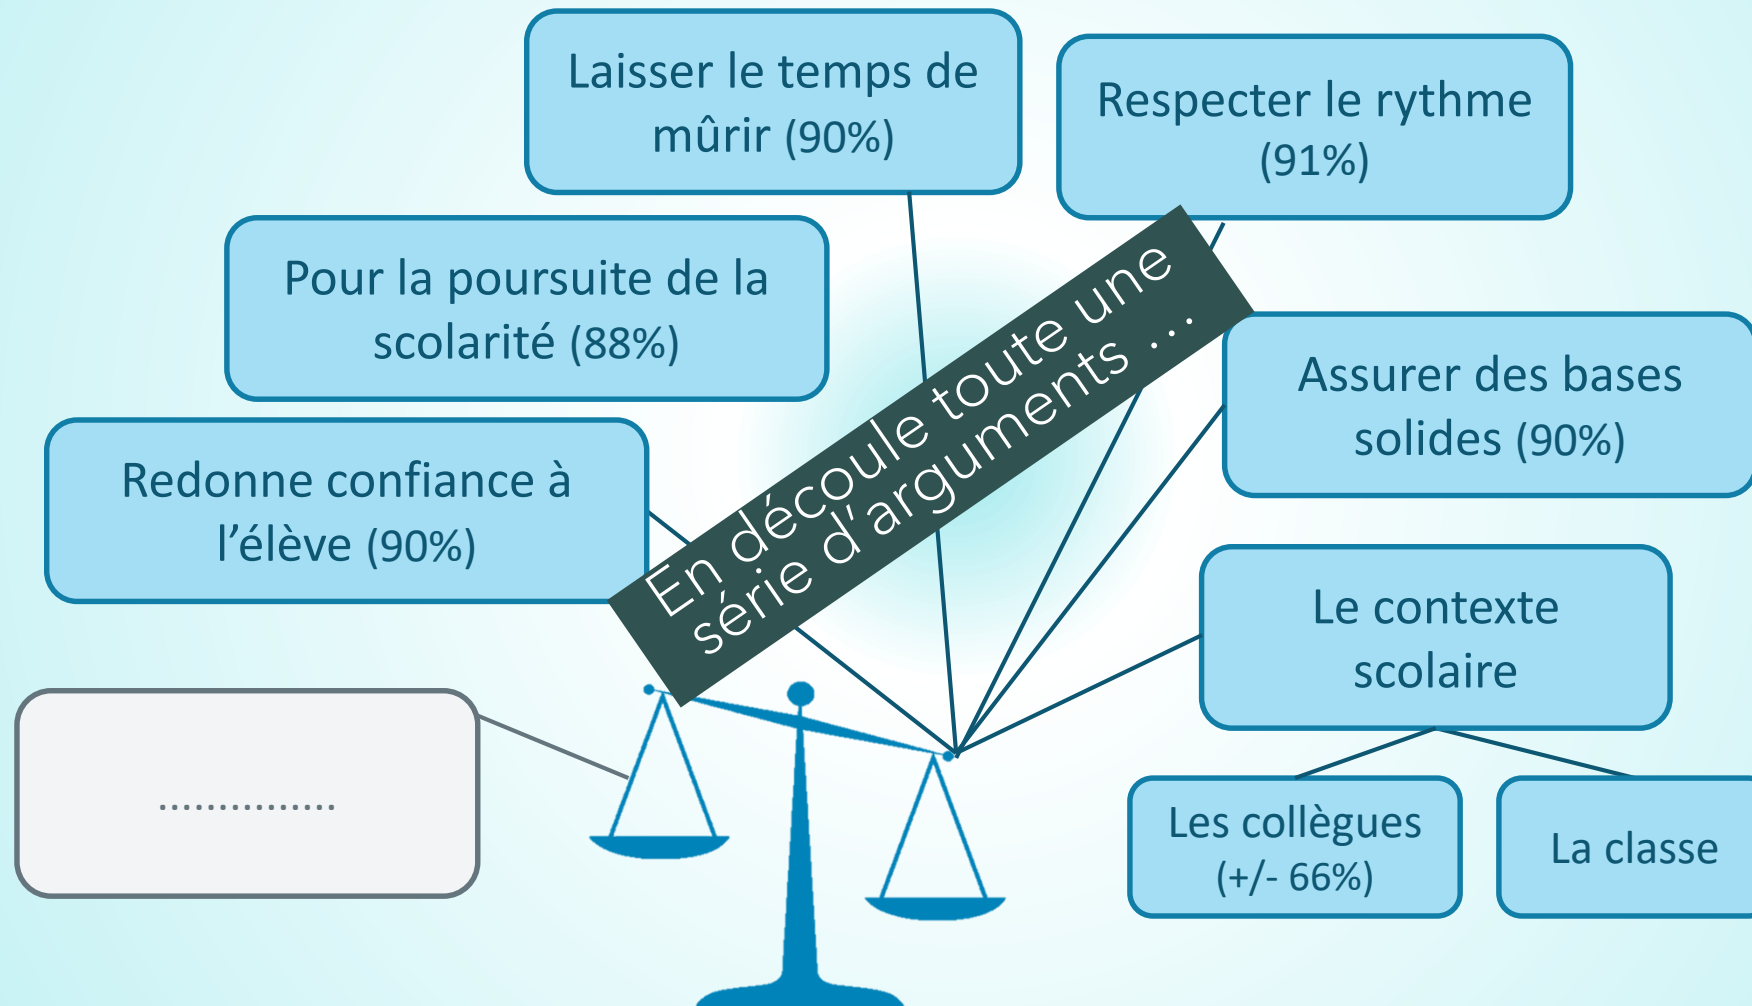 Laisser le temps de
mûrir (90%)
Respecter le rythme
(91%)
Pour la poursuite de la
scolarité (88%)
En découle toute une
série d'arguments ...
Assurer des bases
solides (90%)
Redonne confiance à
l’élève (90%)
Le contexte
scolaire
...............
Les collègues
(+/- 66%)
La classe